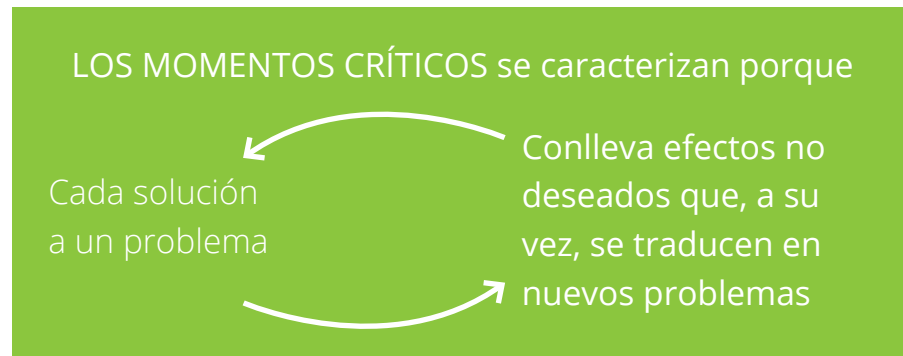 LOS MOMENTOS CRÍTICOS se caracterizan porque
Cada solución
a un problema
Conlleva efectos no
deseados que, a su
vez, se traducen en
nuevos problemas